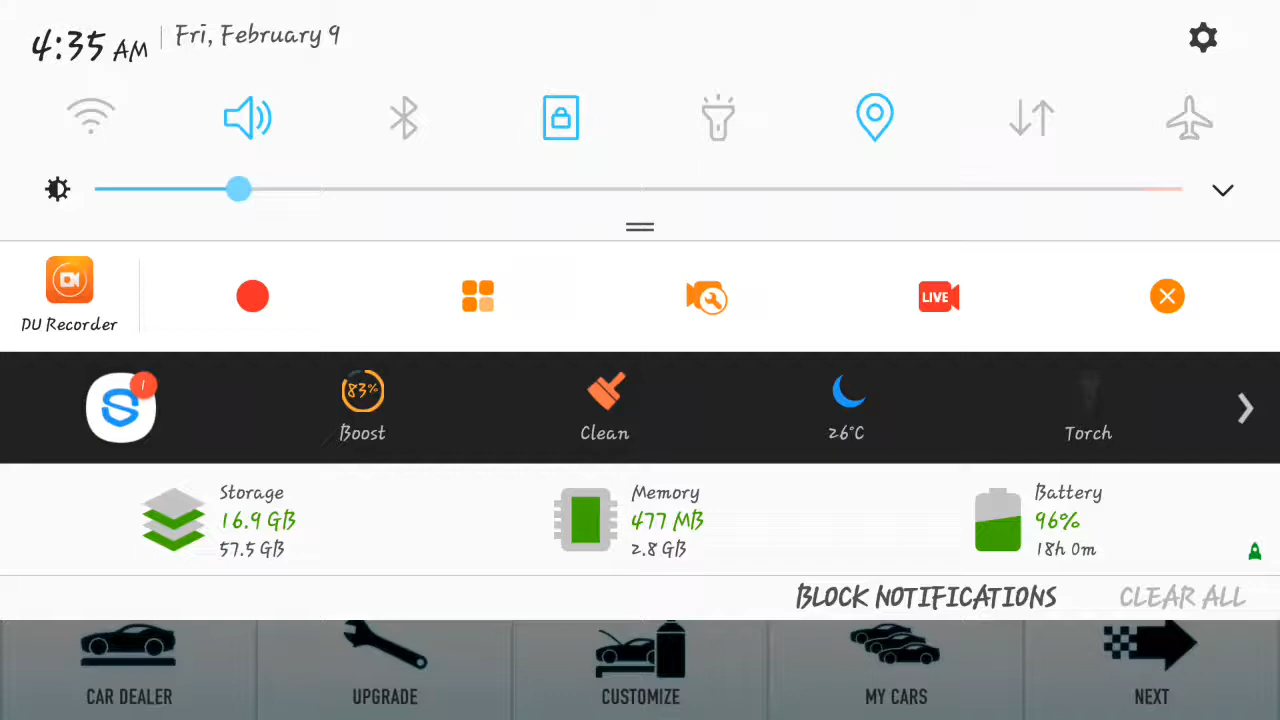 4:35 AM Fri, February 9
LIVE
DU Recorder
1
83%
Boost Clean 26°C Torch
Storage Memory Battery
16.9 GB 477 MB 96%
57.5 GB 2.8 GB 18h 0m
BLOCK NOTIFICATIONS CLEAR ALL
CAR DEALER UPGRADE CUSTOMIZE MY CARS NEXT